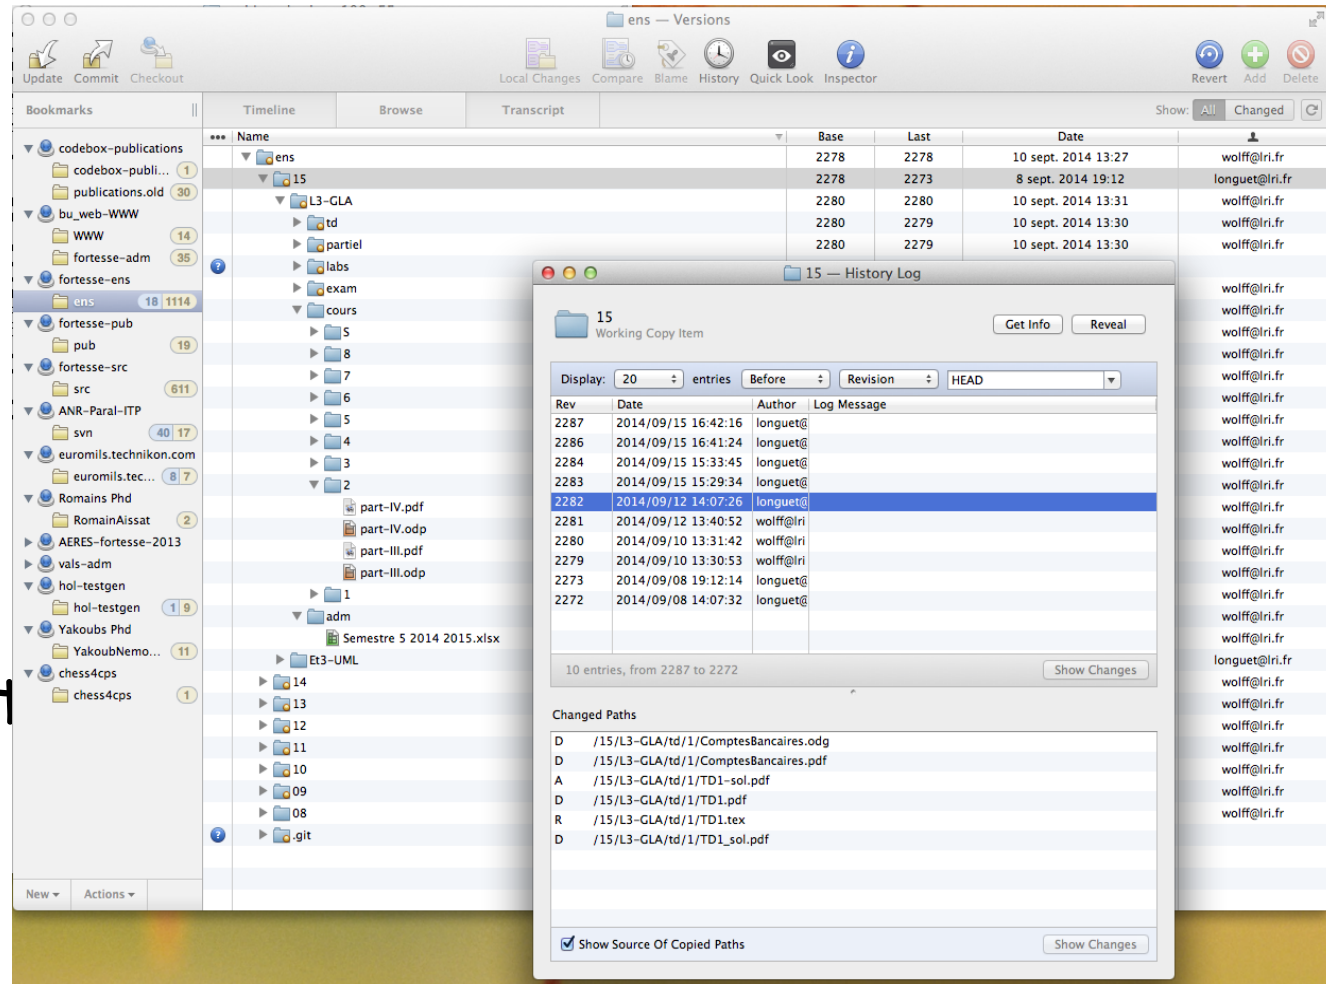 ens — Versions
Update Commit Checkout Local Changes Compare Blame History Quick Look Inspector Revert Add Delete
Bookmarks Timeline Browse Transcript Show: All Changed
codebox-publications
codebox-publi... 1
publications.old 30
bu_web-WWW
WWW 14
fortesse-adm 35
fortesse-ens
ens 18 1114
fortesse-pub
pub 19
fortesse-src
src 611
ANR-Paral-ITP
svn 40 17
euromils.technikon.com
euromils.tec... 8 7
Romains Phd
RomainAissat 2
AERES-fortesse-2013
vals-adm
hol-testgen
hol-testgen 1 9
Yakoubs Phd
YakoubNemo... 11
chess4cps
chess4cps 1
New Actions
••• Name Base Last Date
ens 2278 2278 10 sept. 2014 13:27 wolff@lri.fr
15 2278 2273 8 sept. 2014 19:12 longuet@lri.fr
L3-GLA 2280 2280 10 sept. 2014 13:31 wolff@lri.fr
td 2280 2279 10 sept. 2014 13:30 wolff@lri.fr
partiel 2280 2279 10 sept. 2014 13:30 wolff@lri.fr
labs
exam wolff@lri.fr
cours wolff@lri.fr
S wolff@lri.fr
8 wolff@lri.fr
7 wolff@lri.fr
6 wolff@lri.fr
5 wolff@lri.fr
4 wolff@lri.fr
3 wolff@lri.fr
2 wolff@lri.fr
part-IV.pdf wolff@lri.fr
part-IV.odp wolff@lri.fr
part-III.pdf wolff@lri.fr
part-III.odp wolff@lri.fr
1 wolff@lri.fr
adm wolff@lri.fr
Semestre 5 2014 2015.xlsx wolff@lri.fr
Et3-UML longuet@lri.fr
14 wolff@lri.fr
13 wolff@lri.fr
12 wolff@lri.fr
11 wolff@lri.fr
10 wolff@lri.fr
09 wolff@lri.fr
08 wolff@lri.fr
.git
15 — History Log
15
Working Copy Item
Get Info Reveal
Display: 20 entries Before Revision HEAD
Rev Date Author Log Message
2287 2014/09/15 16:42:16 longuet@
2286 2014/09/15 16:41:24 longuet@
2284 2014/09/15 15:33:45 longuet@
2283 2014/09/15 15:29:34 longuet@
2282 2014/09/12 14:07:26 longuet@
2281 2014/09/12 13:40:52 wolff@lri
2280 2014/09/10 13:31:42 wolff@lri
2279 2014/09/10 13:30:53 wolff@lri
2273 2014/09/08 19:12:14 longuet@
2272 2014/09/08 14:07:32 longuet@
10 entries, from 2287 to 2272 Show Changes
Changed Paths
D /15/L3-GLA/td/1/ComptesBancaires.odg
D /15/L3-GLA/td/1/ComptesBancaires.pdf
A /15/L3-GLA/td/1/TD1-sol.pdf
D /15/L3-GLA/td/1/TD1.pdf
R /15/L3-GLA/td/1/TD1.tex
D /15/L3-GLA/td/1/TD1_sol.pdf
Show Source Of Copied Paths Show Changes